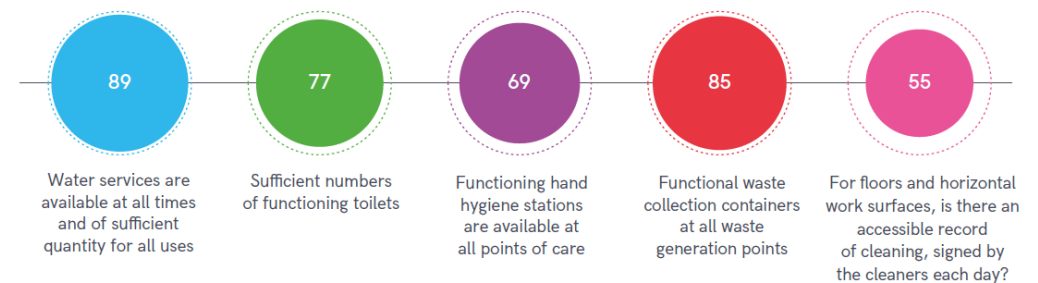 89
77
69
85
55
Water services are
available at all times
and of sufficient
quantity for all uses
Sufficient numbers
of functioning toilets
Functioning hand
hygiene stations
are available at
all points of care
Functional waste
collection containers
at all waste
generation points
For floors and horizontal
work surfaces, is there an
accessible record
of cleaning, signed by
the cleaners each day?